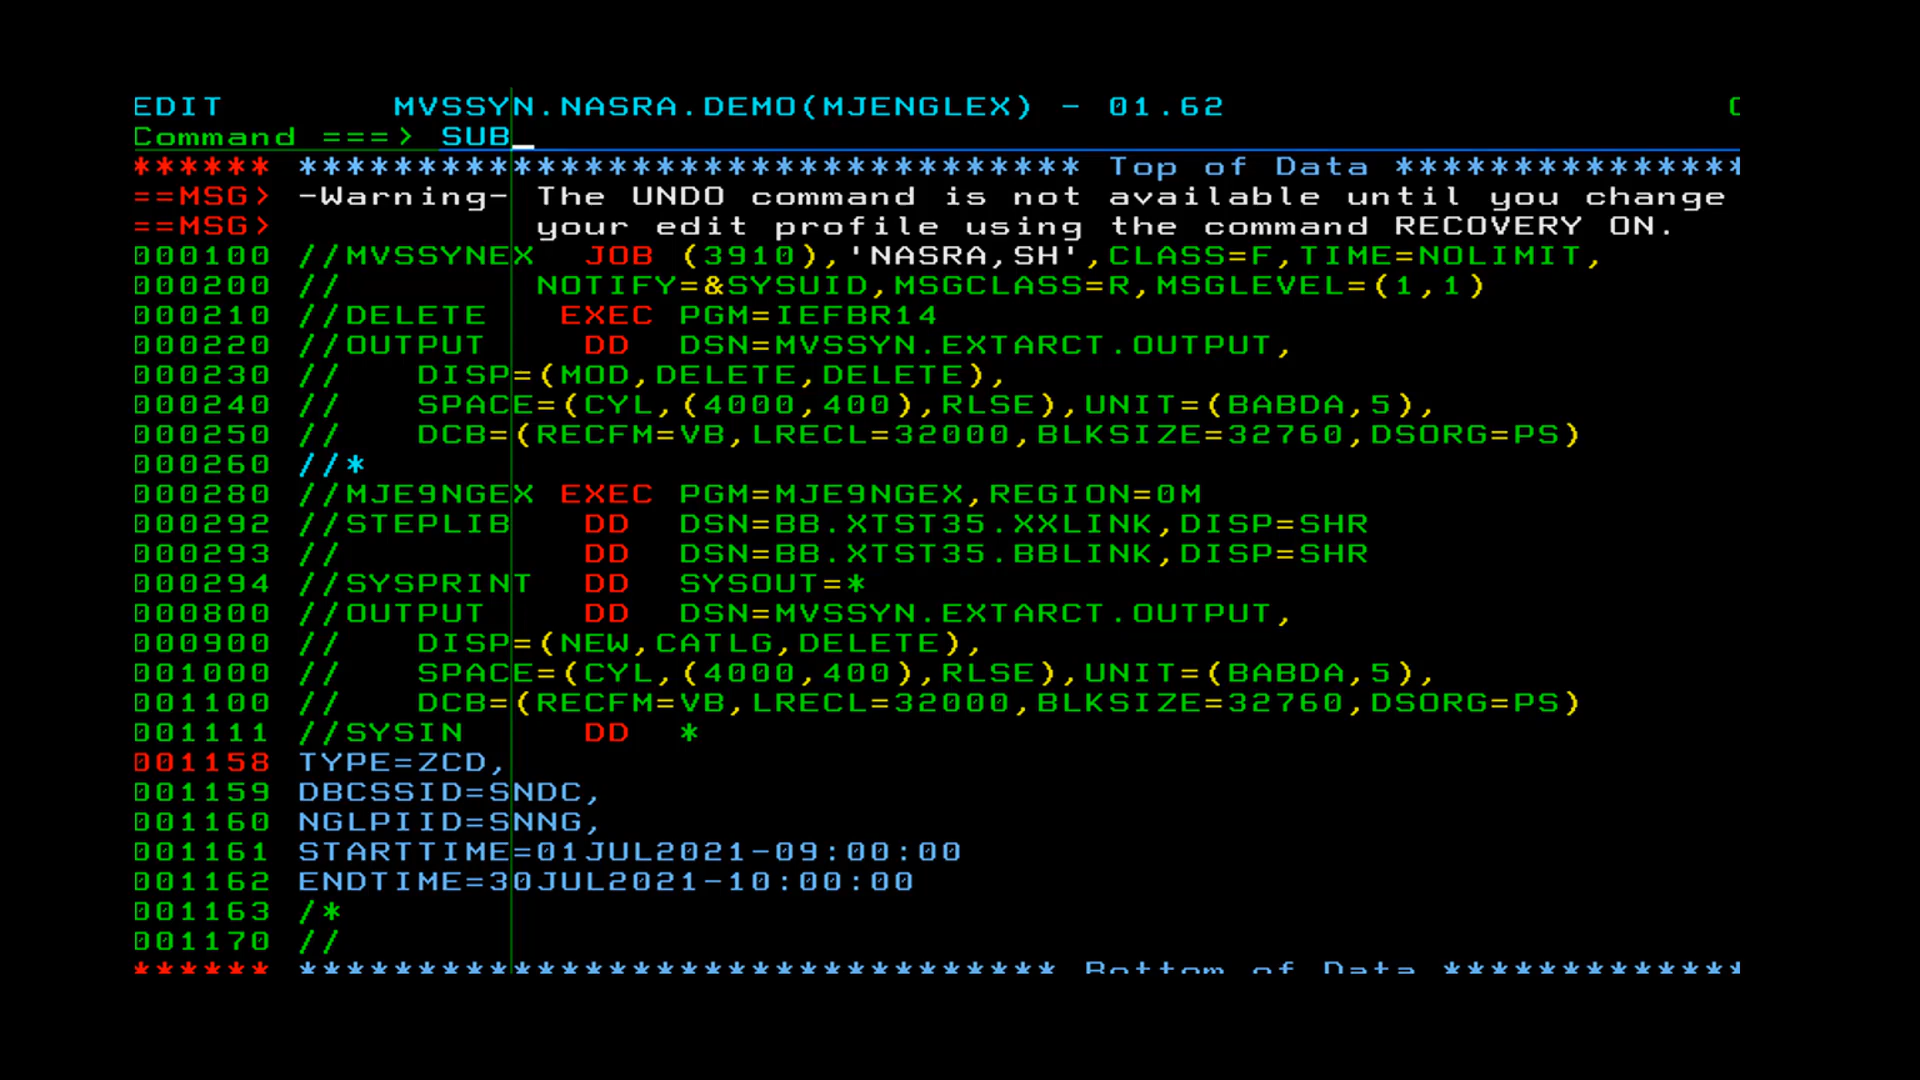 EDIT       MVSSYN.NASRA.DEMO(MJENGLEX) - 01.62
Command ===> SUB_
****** ********************************* Top of Data ***************
==MSG> -Warning- The UNDO command is not available until you change
==MSG>           your edit profile using the command RECOVERY ON.
000100 //MVSSYNEX  JOB (3910),'NASRA,SH',CLASS=F,TIME=NOLIMIT,
000200 //        NOTIFY=&SYSUID,MSGCLASS=R,MSGLEVEL=(1,1)
000210 //DELETE   EXEC PGM=IEFBR14
000220 //OUTPUT    DD  DSN=MVSSYN.EXTARCT.OUTPUT,
000230 //   DISP=(MOD,DELETE,DELETE),
000240 //   SPACE=(CYL,(4000,400),RLSE),UNIT=(BABDA,5),
000250 //   DCB=(RECFM=VB,LRECL=32000,BLKSIZE=32760,DSORG=PS)
000260 //*
000280 //MJE9NGEX EXEC PGM=MJE9NGEX,REGION=0M
000292 //STEPLIB   DD  DSN=BB.XTST35.XXLINK,DISP=SHR
000293 //          DD  DSN=BB.XTST35.BBLINK,DISP=SHR
000294 //SYSPRINT  DD  SYSOUT=*
000800 //OUTPUT    DD  DSN=MVSSYN.EXTARCT.OUTPUT,
000900 //   DISP=(NEW,CATLG,DELETE),
001000 //   SPACE=(CYL,(4000,400),RLSE),UNIT=(BABDA,5),
001100 //   DCB=(RECFM=VB,LRECL=32000,BLKSIZE=32760,DSORG=PS)
001111 //SYSIN     DD  *
001158 TYPE=ZCD,
001159 DBCSSID=SNDC,
001160 NGLPIID=SNNG,
001161 STARTTIME=01JUL2021-09:00:00
001162 ENDTIME=30JUL2021-10:00:00
001163 /*
001170 //
****** ******************************** Bottom of Data *************